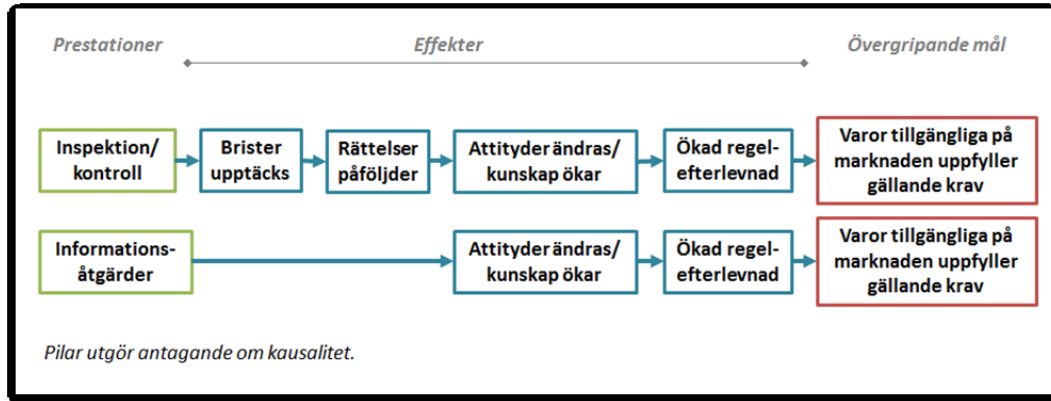 Prestationer
Effekter
Övergripande mål
Inspektion/
kontroll
Brister
upptäcks
Rättelser
påföljder
Attityder ändras/
kunskap ökar
Ökad regel-
efterlevnad
Varor tillgängliga på
marknaden uppfyller
gällande krav
Informations-
åtgärder
Attityder ändras/
kunskap ökar
Ökad regel-
efterlevnad
Varor tillgängliga på
marknaden uppfyller
gällande krav
Pilar utgör antagande om kausalitet.